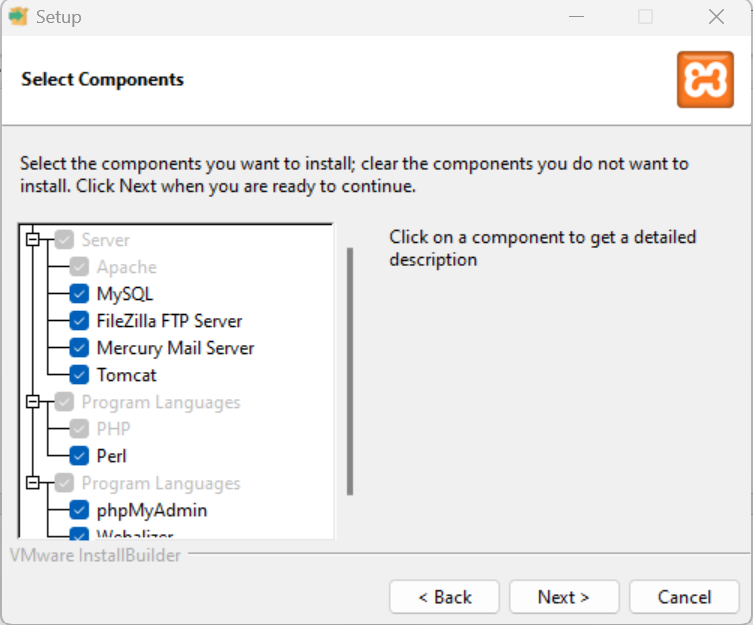 Setup
Select Components
Select the components you want to install; clear the components you do not want to
install. Click Next when you are ready to continue.
Server
Apache
MySQL
FileZilla FTP Server
Mercury Mail Server
Tomcat
Program Languages
PHP
Perl
Program Languages
phpMyAdmin
Webalizer
Click on a component to get a detailed
description
VMware InstallBuilder
< Back
Next >
Cancel